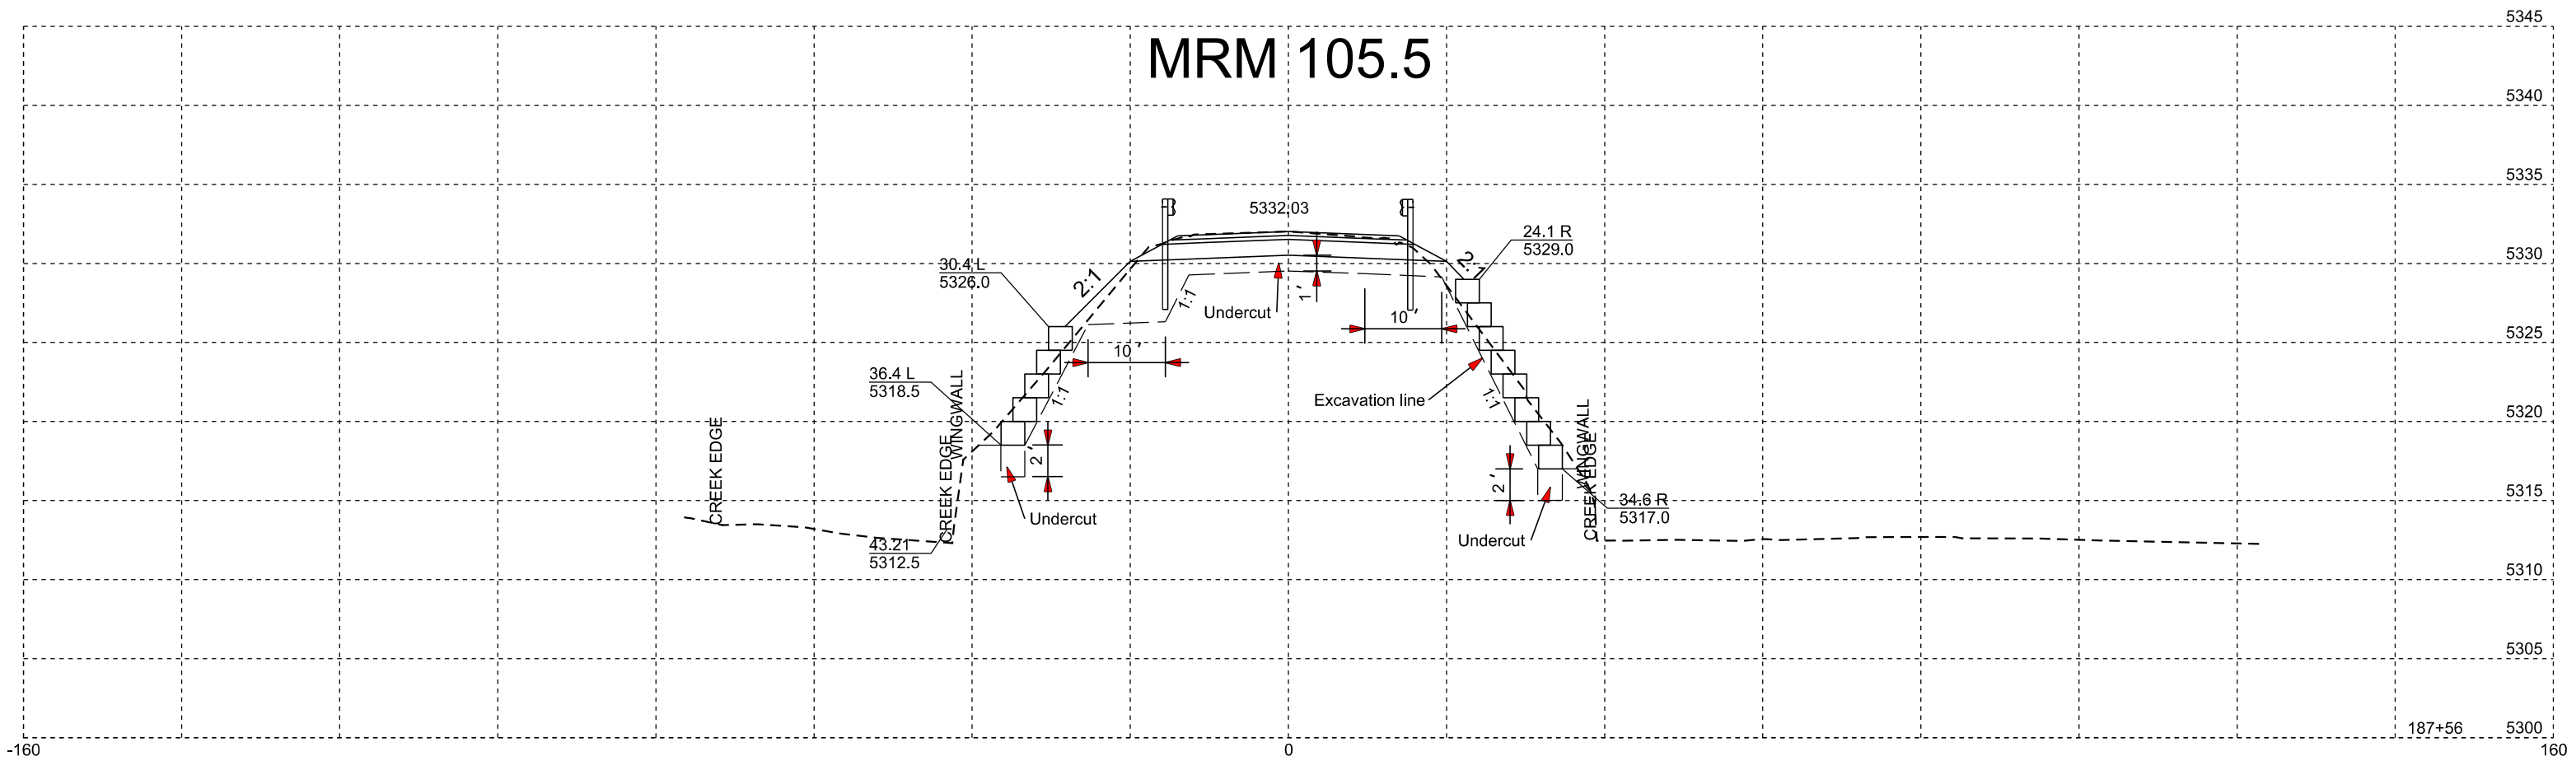 5345
MRM 105.5
5340
5335
5332.03
24.1 R
5329.0
5330
30.4 L
5326.0
2:1
2:1
1:1
1'
Undercut
10'
5325
10'
36.4 L
5318.5
WINGWALL
1:1
Excavation line
1:1
5320
CREEK EDGE
CREEK EDGE
2'
2'
WINGWALL
CREEK EDGE
34.6 R
5317.0
5315
Undercut
Undercut
43.21
5312.5
5310
5305
187+56
5300
-160
0
160